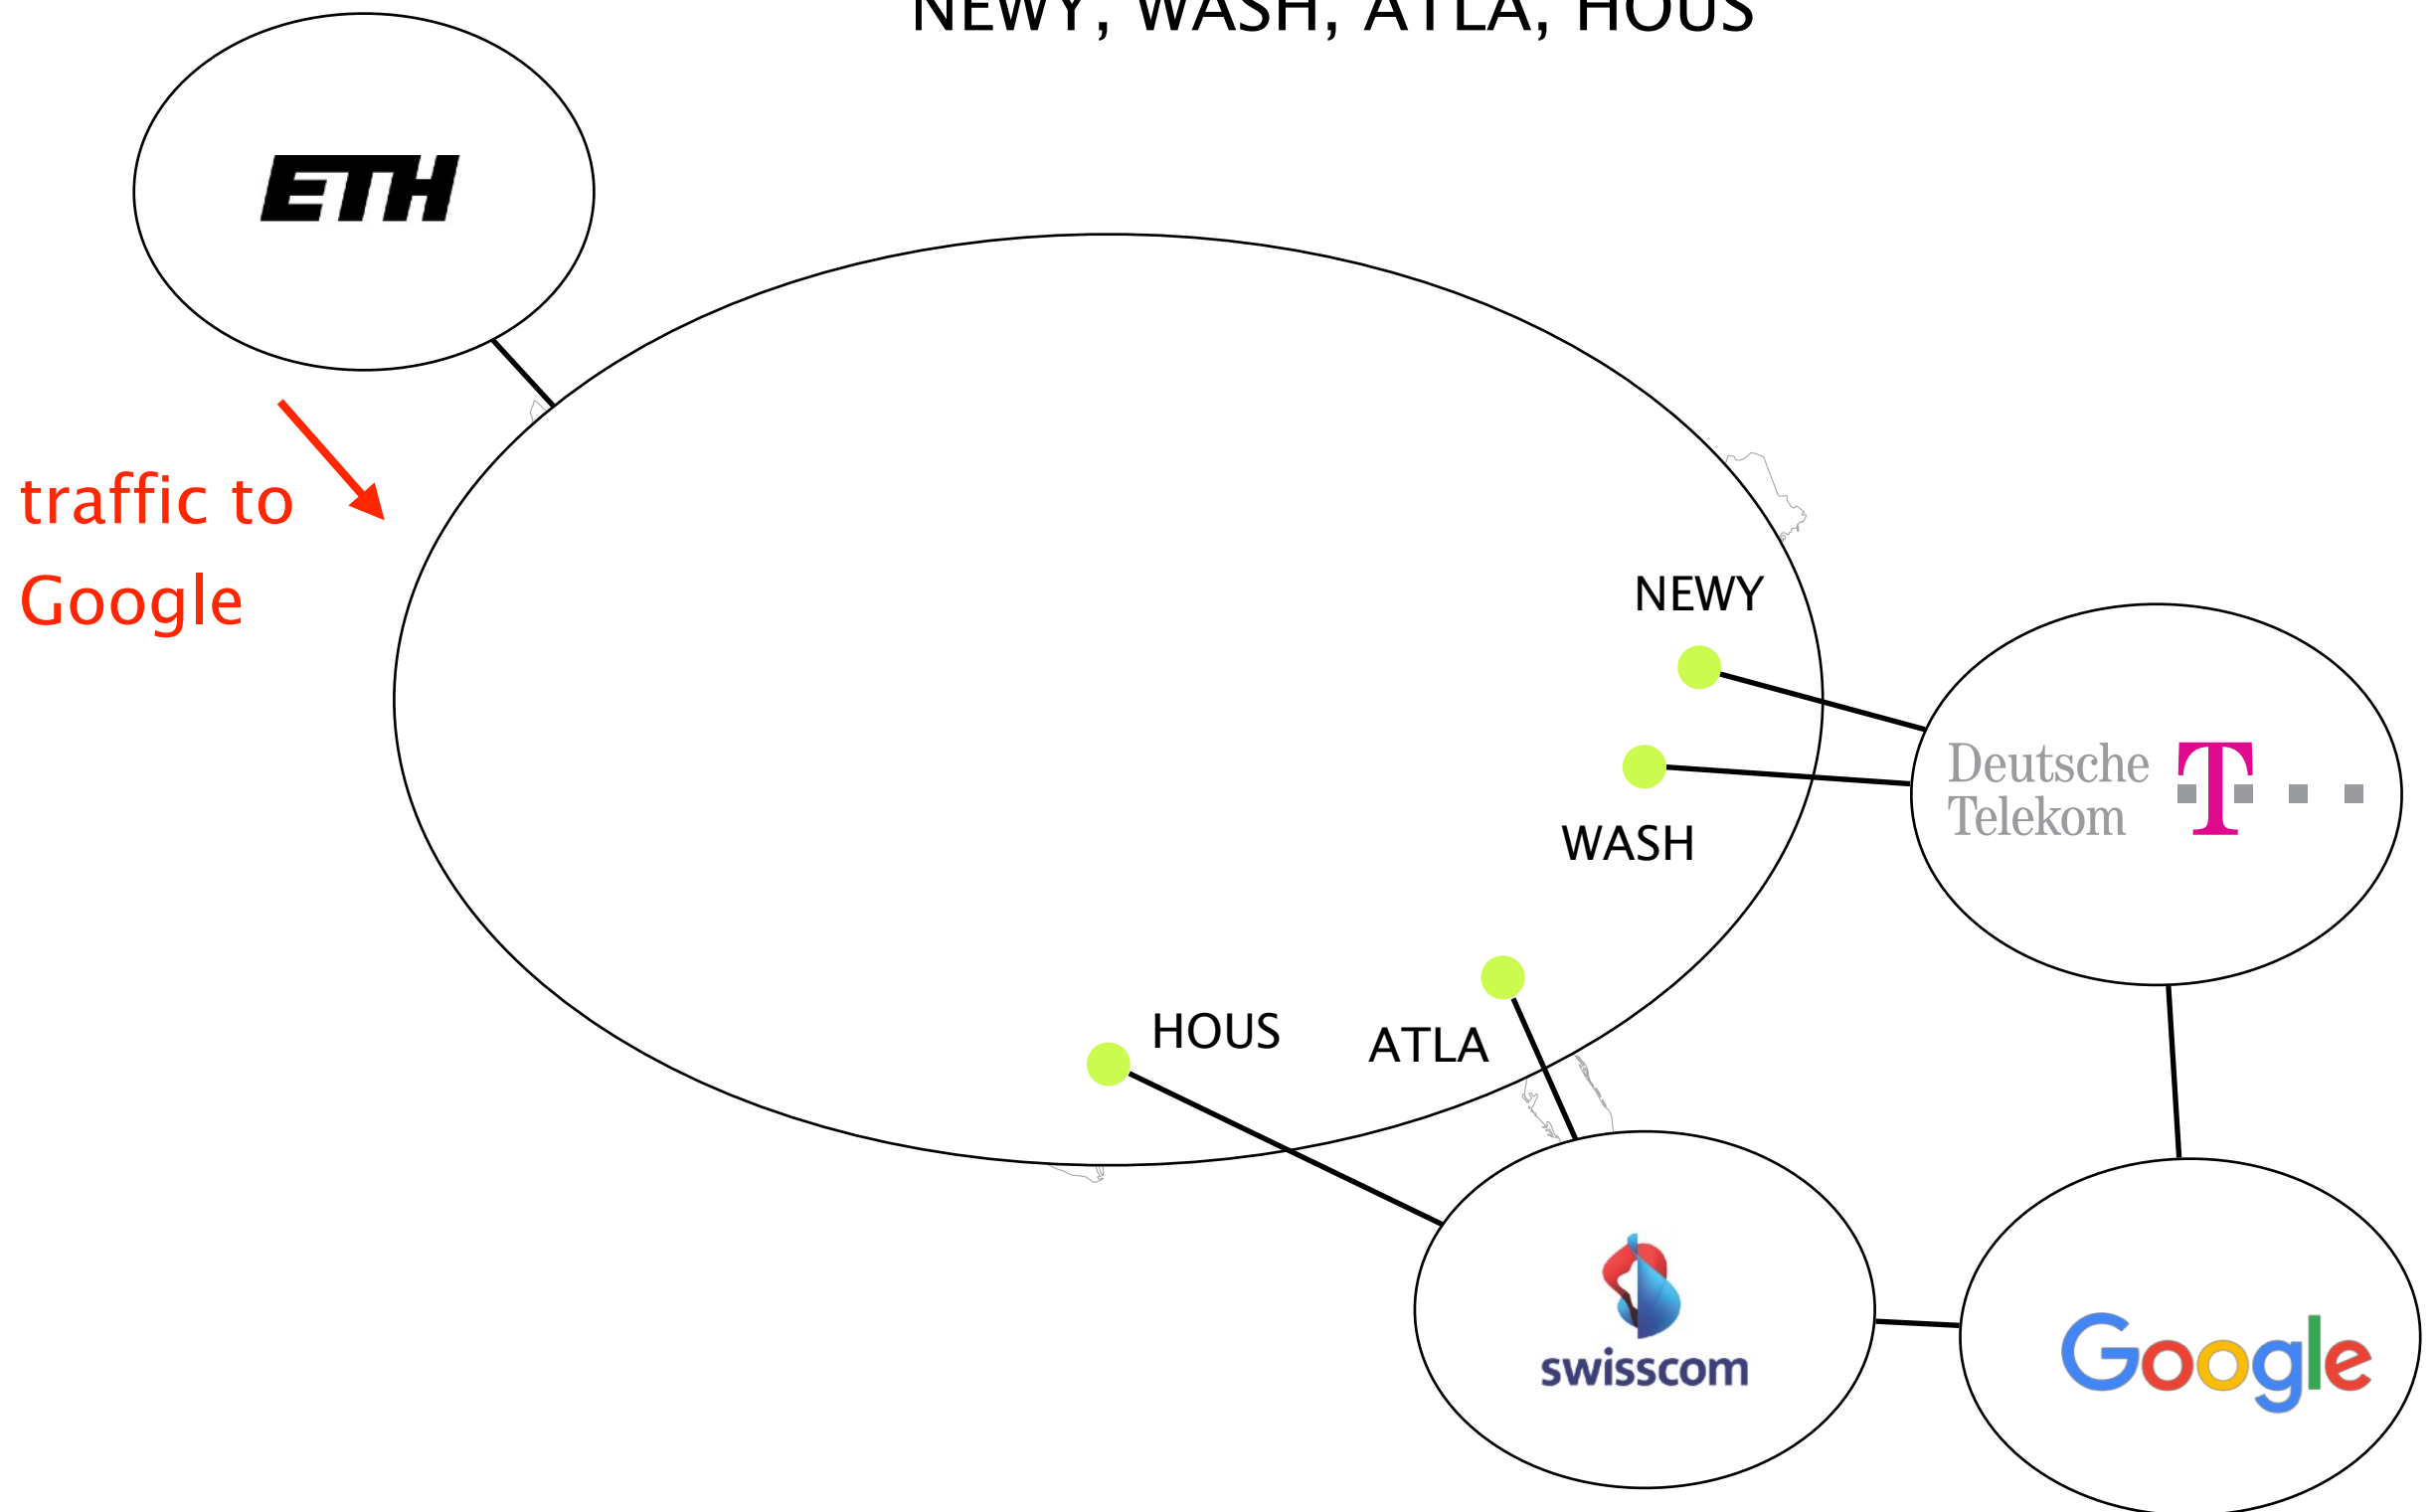 NEWY, WASH, ATLA, HOUS
ETH
traffic to
Google
NEWY
Deutsche
Telekom
T
WASH
HOUS
ATLA
swisscom
Google